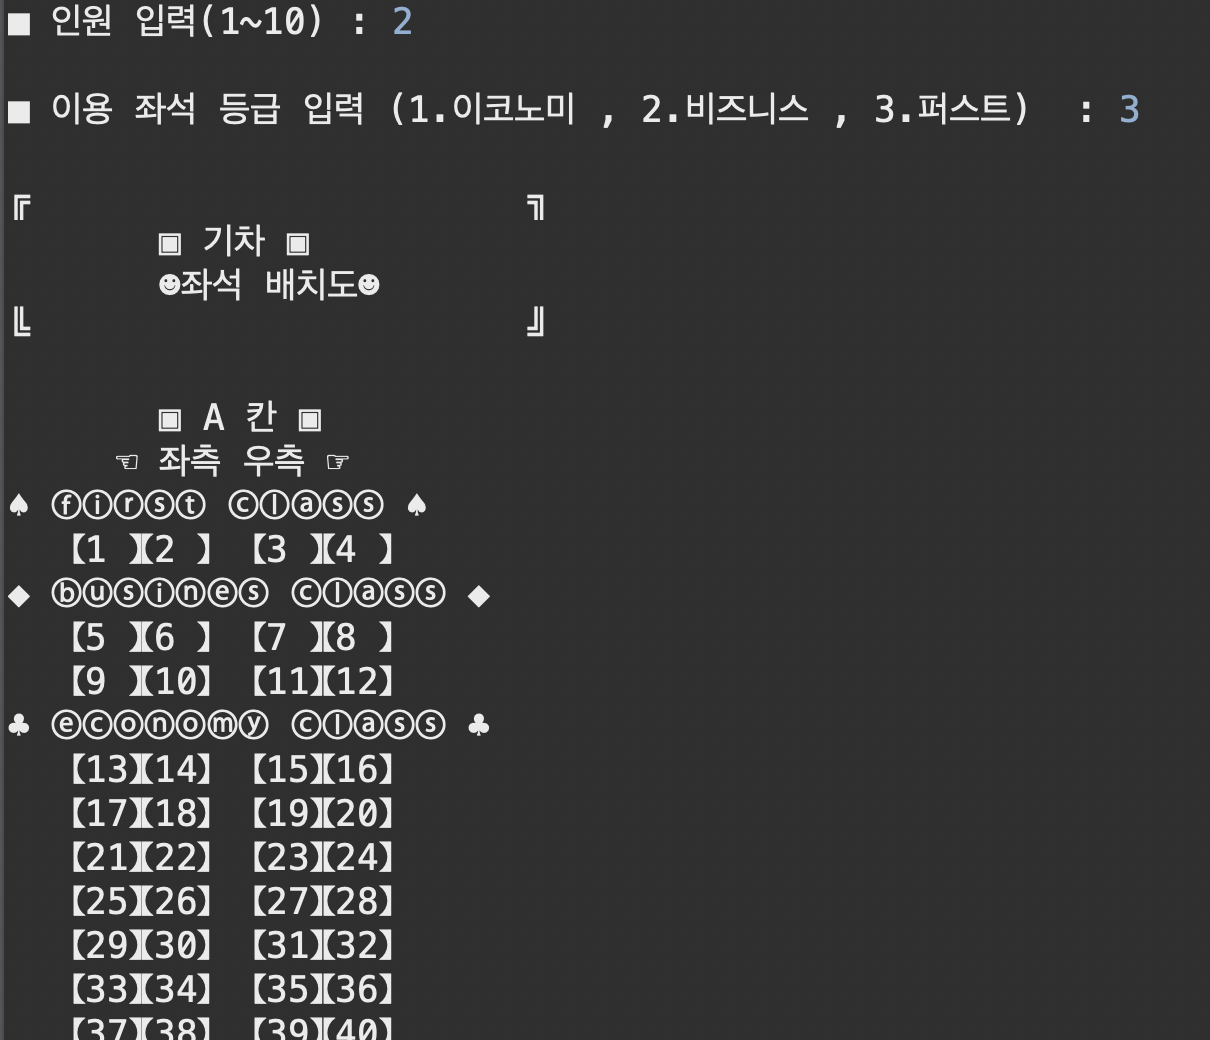 ■ 인원 입력(1~10) : 2
■ 이용 좌석 등급 입력 (1.이코노미 , 2.비즈니스 , 3.퍼스트)  : 3
╔ ╗
▣ 기차 ▣
☻좌석 배치도☻
╚ ╝
▣ A 칸 ▣
☜ 좌측 우측 ☞
♠ ⓕⓘⓡⓢⓣ ⓒⓛⓐⓢⓢ ♠
【1 】【2 】 【3 】【4 】
◆ ⓑⓤⓢⓘⓝⓔⓢ ⓒⓛⓐⓢⓢ ◆
【5 】【6 】 【7 】【8 】
【9 】【10】 【11】【12】
♣ ⓔⓒⓞⓝⓞⓜⓨ ⓒⓛⓐⓢⓢ ♣
【13】【14】 【15】【16】
【17】【18】 【19】【20】
【21】【22】 【23】【24】
【25】【26】 【27】【28】
【29】【30】 【31】【32】
【33】【34】 【35】【36】
【37】【38】 【39】【40】